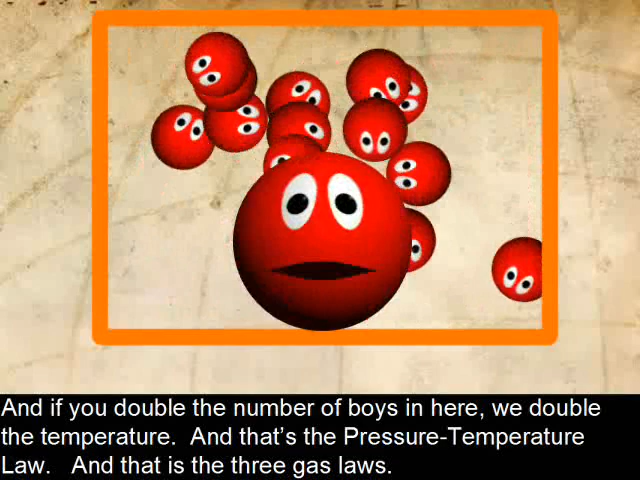 And if you double the number of boys in here, we double
the temperature.  And that’s the Pressure-Temperature
Law.   And that is the three gas laws.